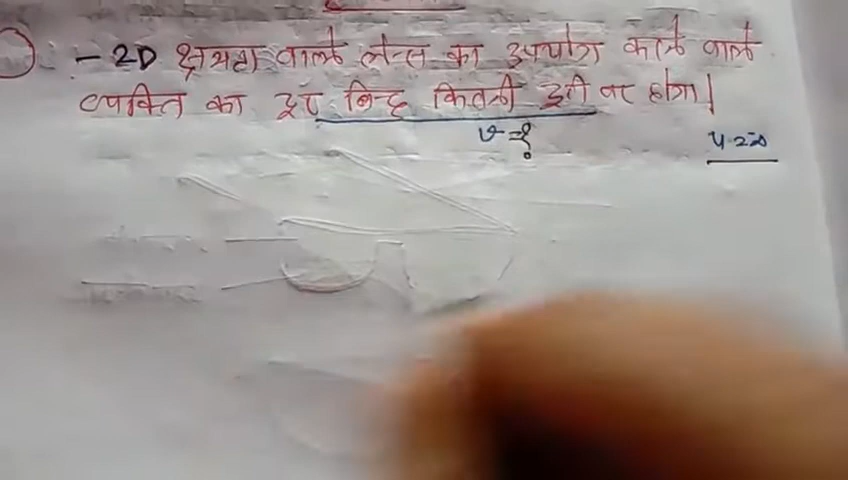 - 2D क्षमता वाले लेन्स का उपयोग करने वाले
व्यक्ति का दूर बिन्दु कितनी दूरी पर होगा।
v = ?